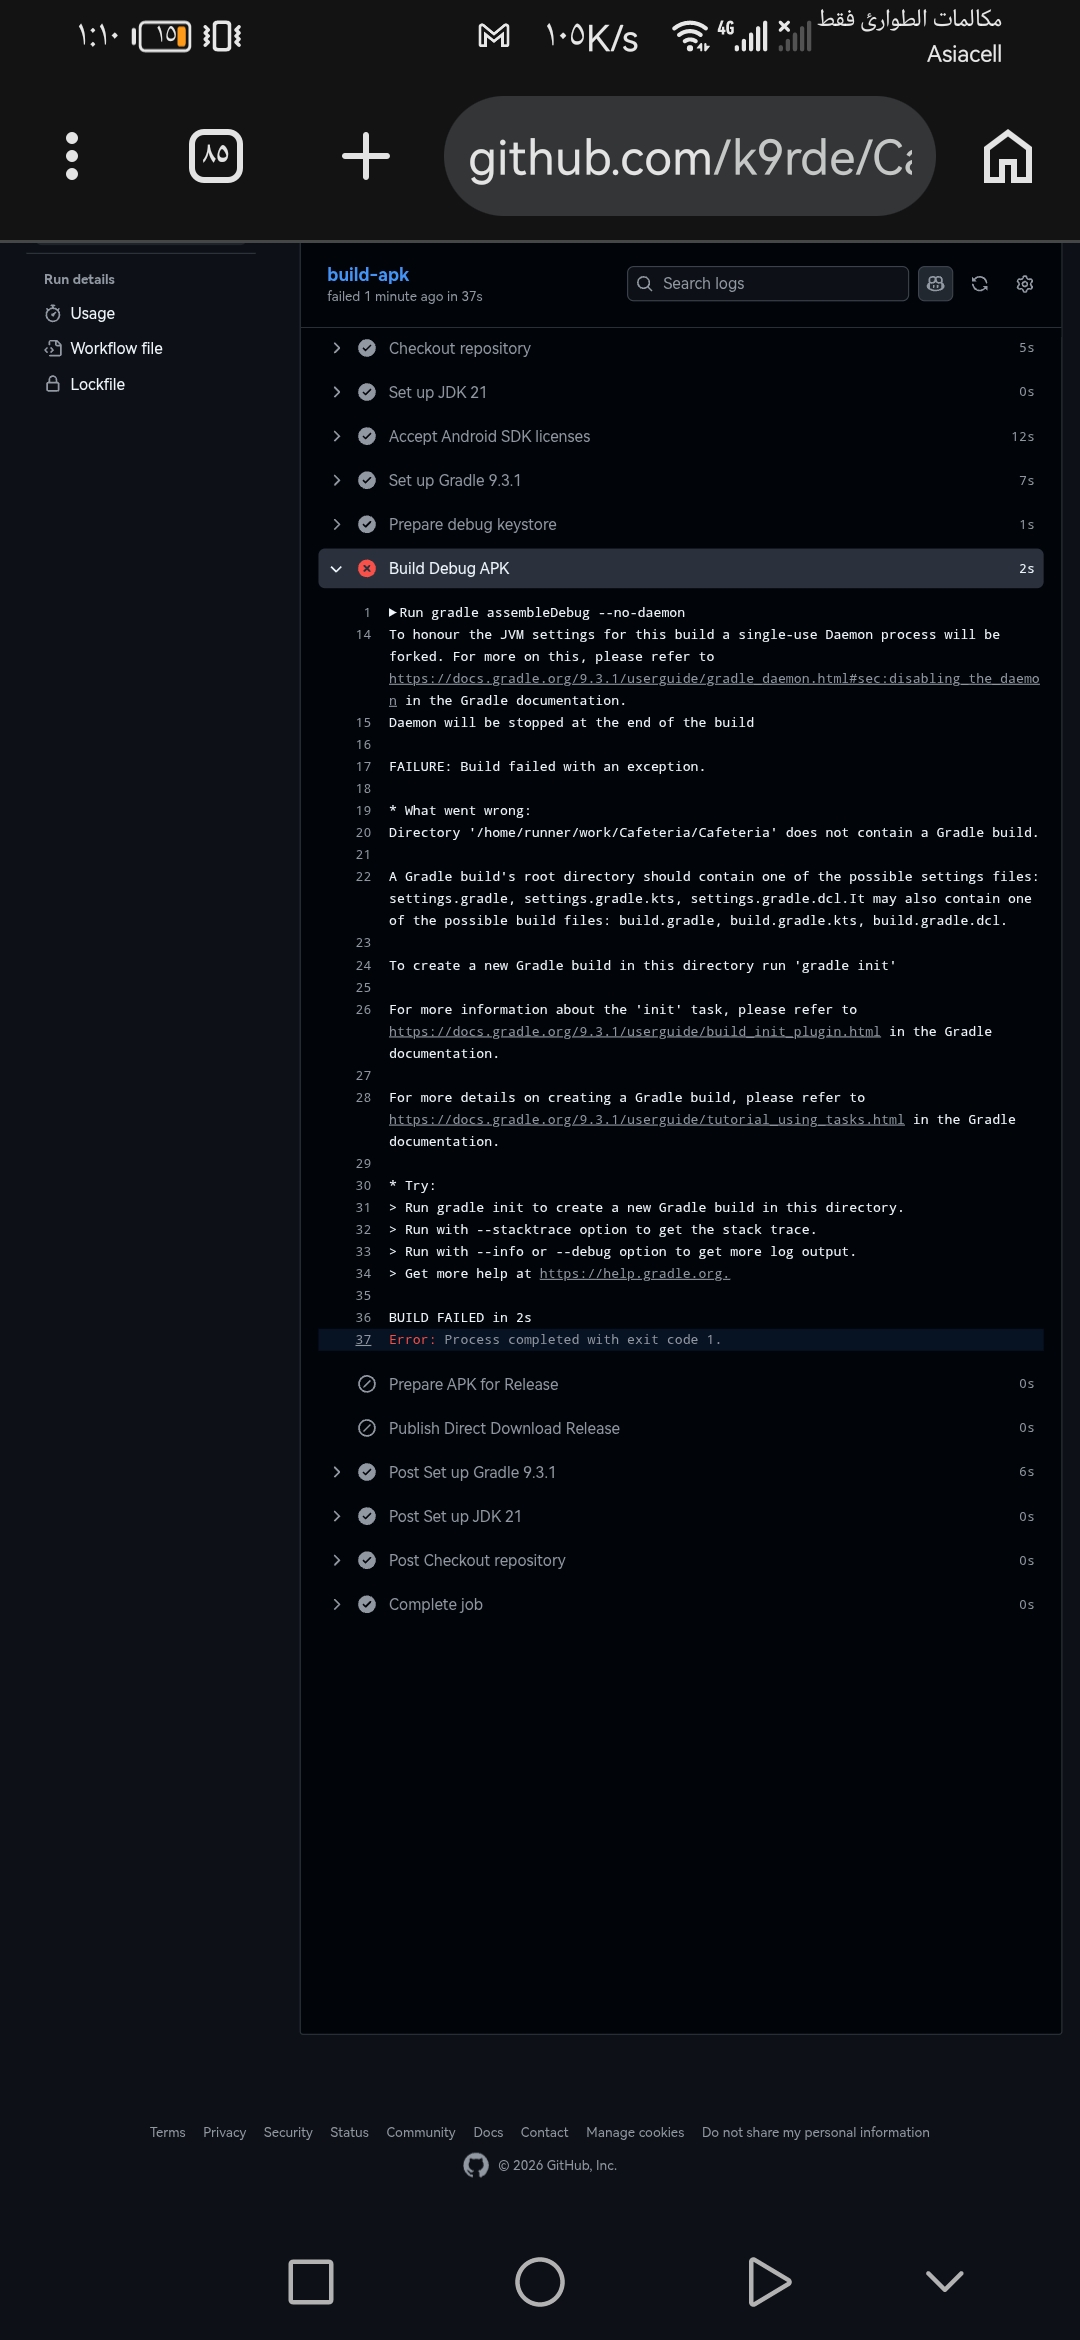 ١:١٠
١٥
١٠٥K/s
4G
مكالمات الطوارئ فقط
Asiacell
٨٥
github.com/k9rde/Ca
Run details
Usage
Workflow file
Lockfile
build-apk
failed 1 minute ago in 37s
Search logs
Checkout repository 5s
Set up JDK 21 0s
Accept Android SDK licenses 12s
Set up Gradle 9.3.1 7s
Prepare debug keystore 1s
Build Debug APK 2s
1 Run gradle assembleDebug --no-daemon
14 To honour the JVM settings for this build a single-use Daemon process will be
forked. For more on this, please refer to
https://docs.gradle.org/9.3.1/userguide/gradle_daemon.html#sec:disabling_the_daemo
n in the Gradle documentation.
15 Daemon will be stopped at the end of the build
16
17 FAILURE: Build failed with an exception.
18
19 * What went wrong:
20 Directory '/home/runner/work/Cafeteria/Cafeteria' does not contain a Gradle build.
21
22 A Gradle build's root directory should contain one of the possible settings files:
settings.gradle, settings.gradle.kts, settings.gradle.dcl.It may also contain one
of the possible build files: build.gradle, build.gradle.kts, build.gradle.dcl.
23
24 To create a new Gradle build in this directory run 'gradle init'
25
26 For more information about the 'init' task, please refer to
https://docs.gradle.org/9.3.1/userguide/build_init_plugin.html in the Gradle
documentation.
27
28 For more details on creating a Gradle build, please refer to
https://docs.gradle.org/9.3.1/userguide/tutorial_using_tasks.html in the Gradle
documentation.
29
30 * Try:
31 > Run gradle init to create a new Gradle build in this directory.
32 > Run with --stacktrace option to get the stack trace.
33 > Run with --info or --debug option to get more log output.
34 > Get more help at https://help.gradle.org.
35
36 BUILD FAILED in 2s
37 Error: Process completed with exit code 1.
Prepare APK for Release 0s
Publish Direct Download Release 0s
Post Set up Gradle 9.3.1 6s
Post Set up JDK 21 0s
Post Checkout repository 0s
Complete job 0s
Terms Privacy Security Status Community Docs Contact Manage cookies Do not share my personal information
© 2026 GitHub, Inc.